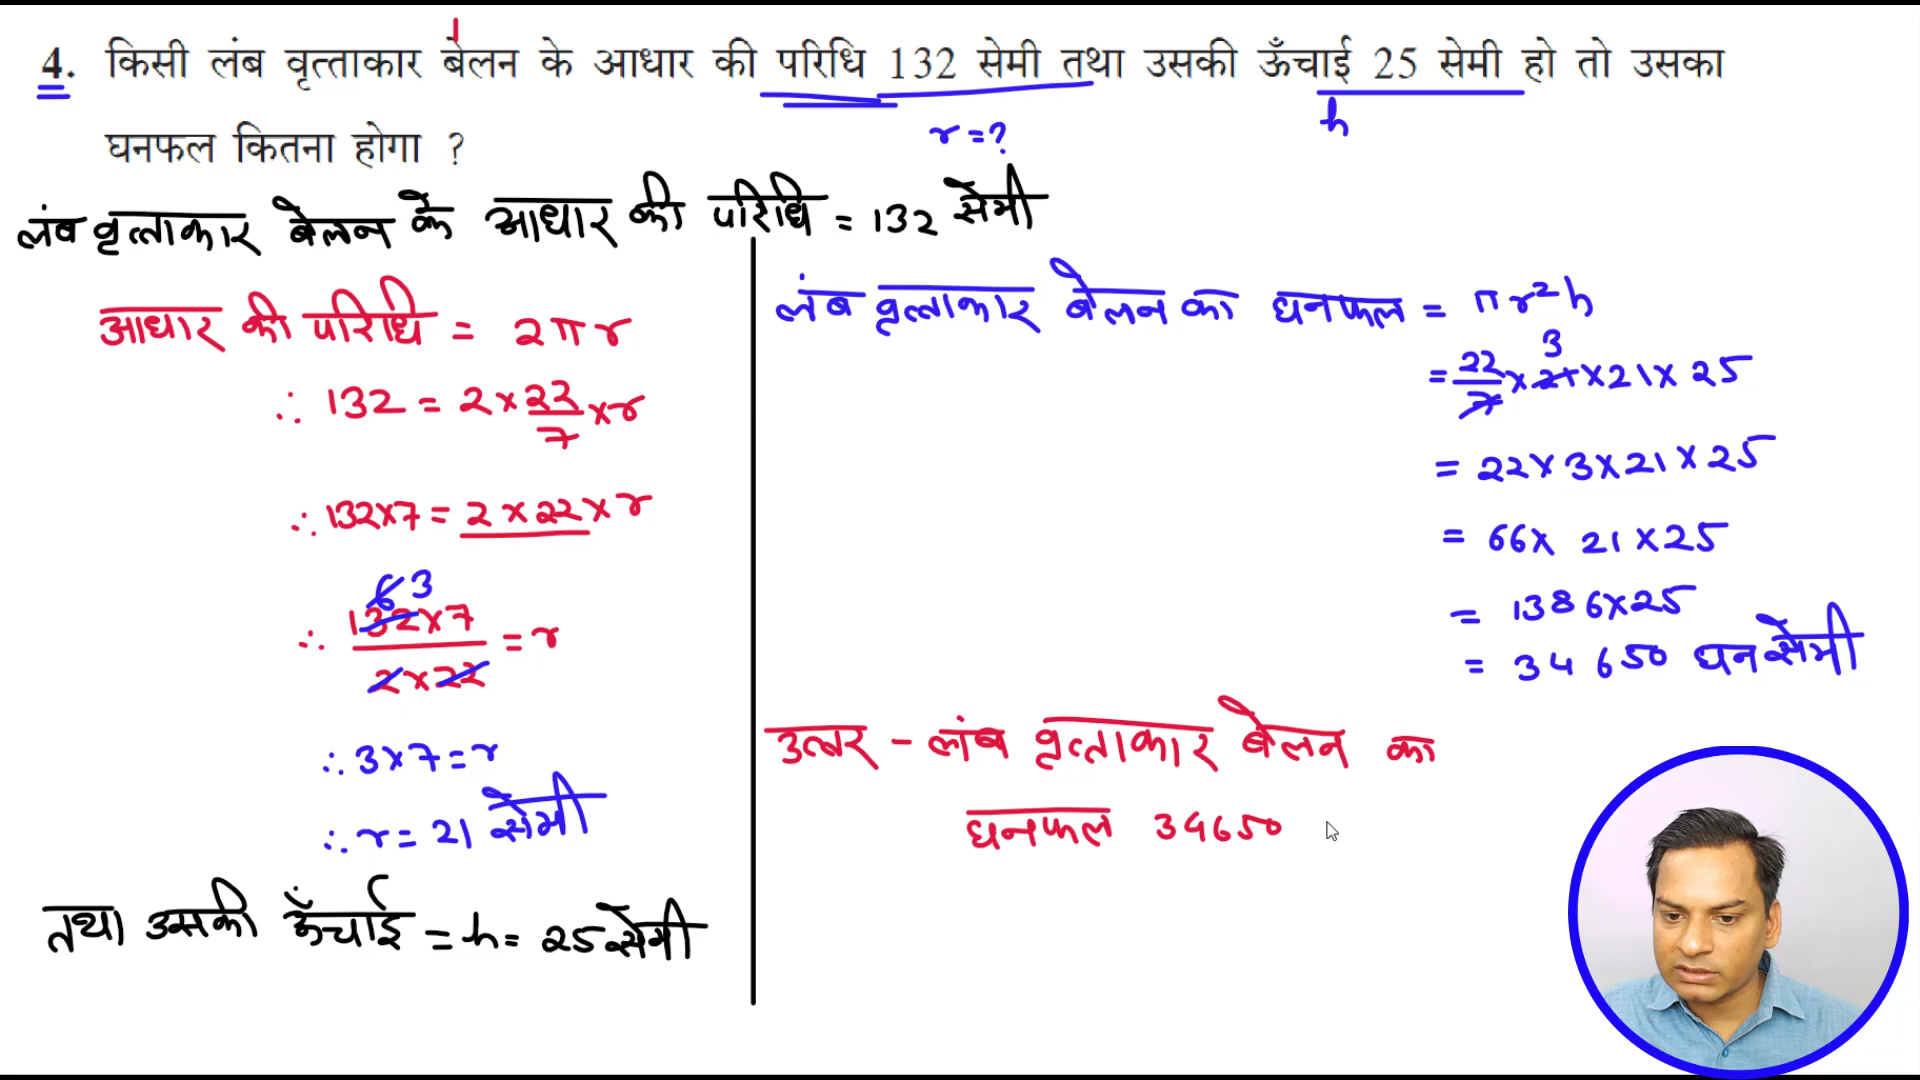 4. किसी लंब वृत्ताकार बेलन के आधार की परिधि 132 सेमी तथा उसकी ऊँचाई 25 सेमी हो तो उसका
घनफल कितना होगा ?
r = ?
h
लंब वृत्ताकार बेलन के आधार की परिधि = 132 सेमी
आधार की परिधि = 2πr
∴ 132 = 2 × 22/7 × r
∴ 132×7 = 2 × 22 × r
6 3
∴ 132×7 / 2×22 = r
∴ 3×7 = r
∴ r = 21 सेमी
तथा उसकी ऊँचाई = h = 25 सेमी
लंब वृत्ताकार बेलन का घनफल = πr²h
3
= 22/7 × 21 × 21 × 25
= 22×3×21×25
= 66× 21×25
= 1386×25
= 34650 घन सेमी
उत्तर - लंब वृत्ताकार बेलन का
घनफल 34650